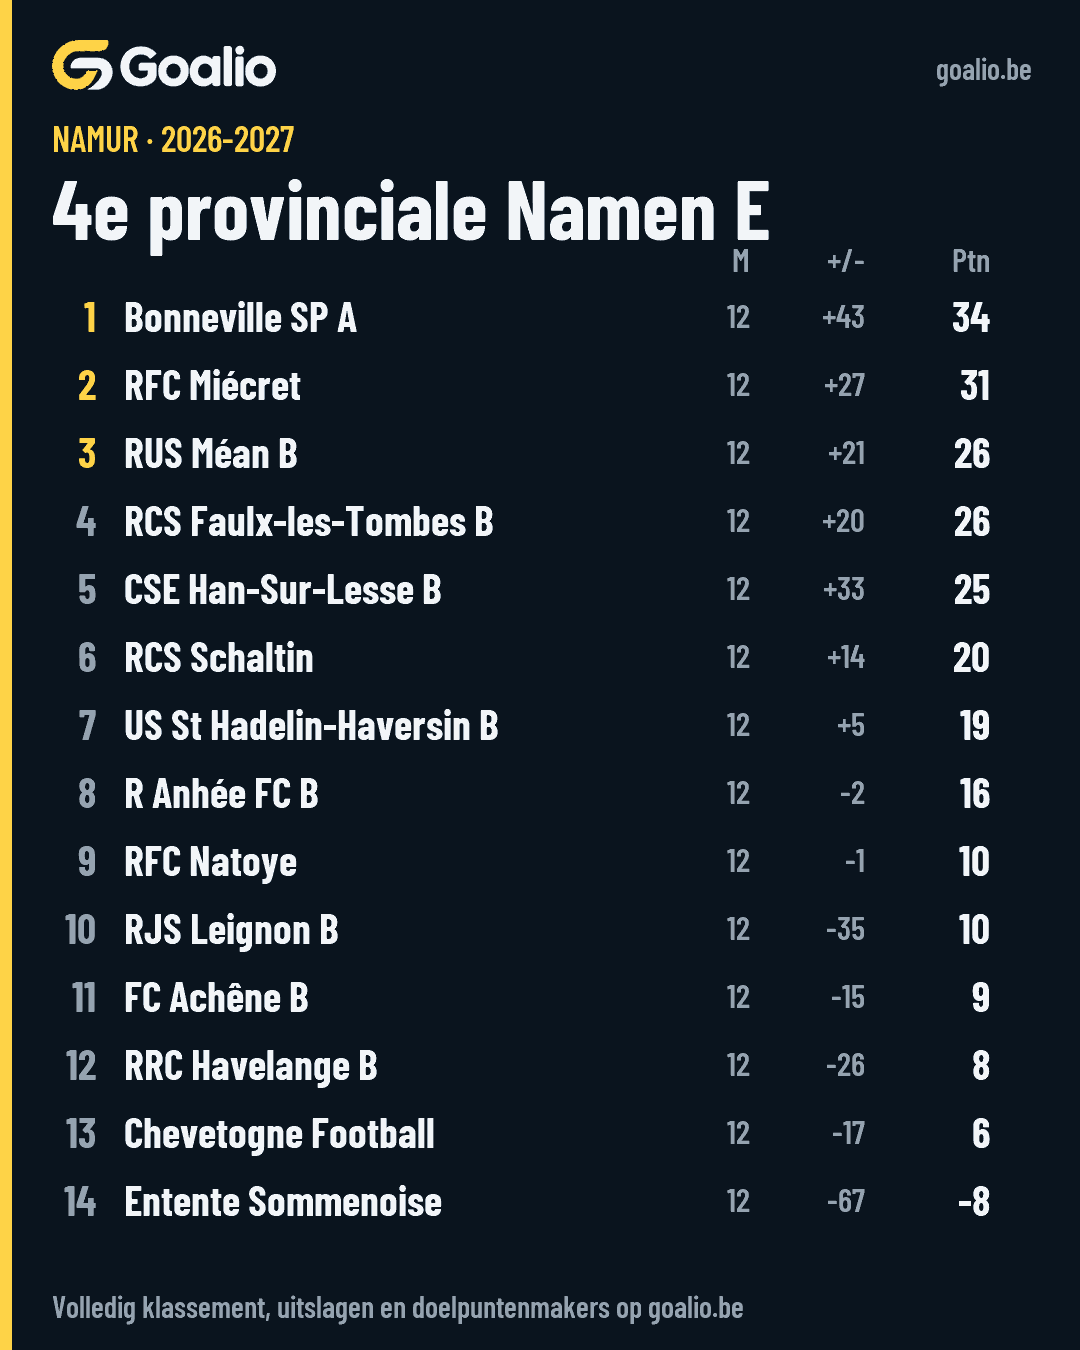 Goalio
goalio.be
NAMUR · 2026-2027
4e provinciale Namen E
M +/- Ptn
1 Bonneville SP A 12 +43 34
2 RFC Miécret 12 +27 31
3 RUS Méan B 12 +21 26
4 RCS Faulx-les-Tombes B 12 +20 26
5 CSE Han-Sur-Lesse B 12 +33 25
6 RCS Schaltin 12 +14 20
7 US St Hadelin-Haversin B 12 +5 19
8 R Anhée FC B 12 -2 16
9 RFC Natoye 12 -1 10
10 RJS Leignon B 12 -35 10
11 FC Achêne B 12 -15 9
12 RRC Havelange B 12 -26 8
13 Chevetogne Football 12 -17 6
14 Entente Sommenoise 12 -67 -8
Volledig klassement, uitslagen en doelpuntenmakers op goalio.be